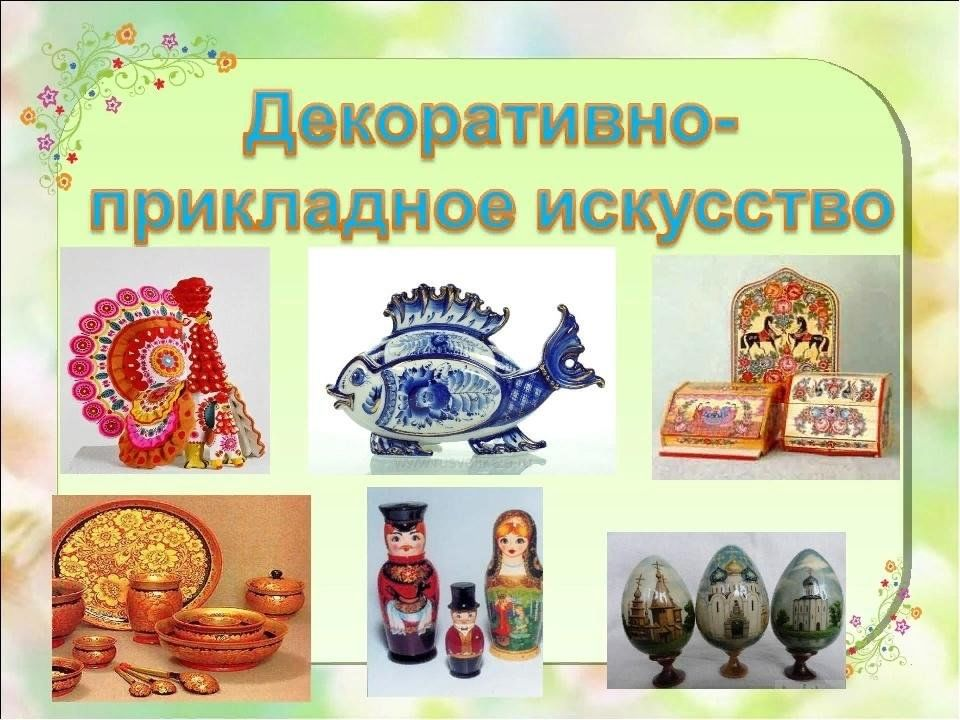 Декоративно-
прикладное искусство